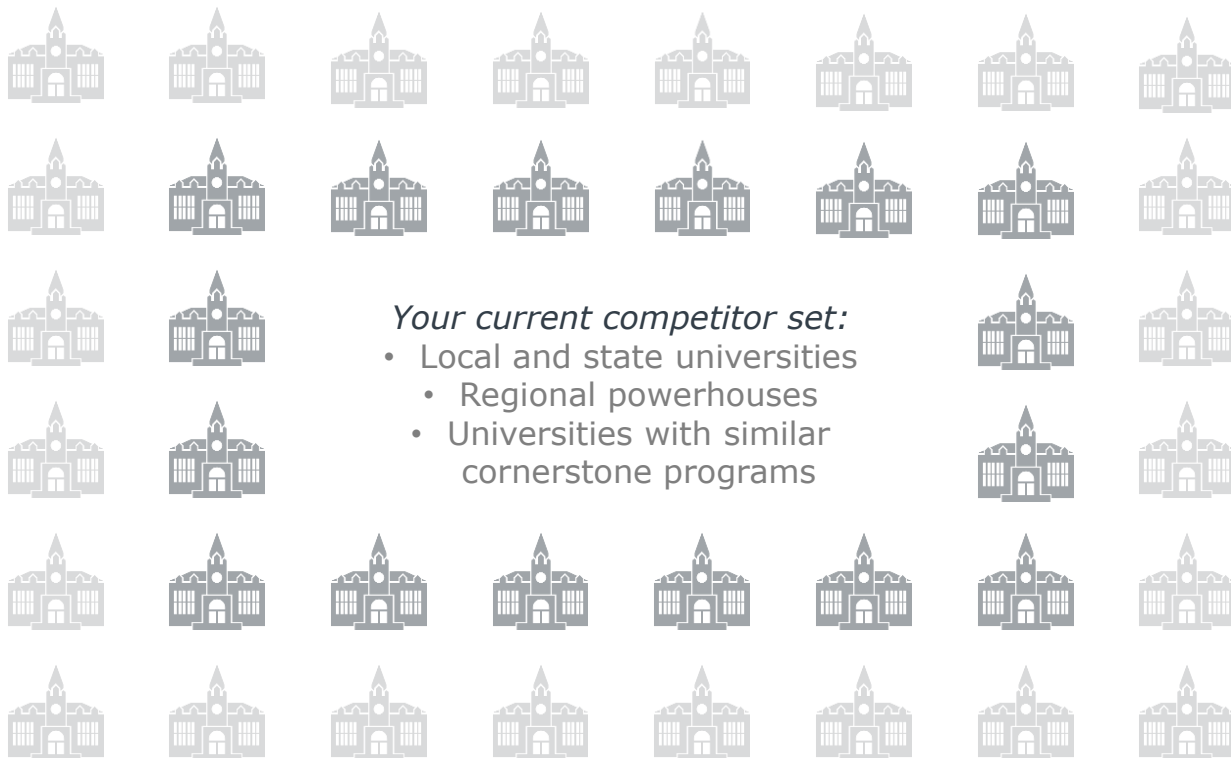 Your current competitor set:
• Local and state universities
• Regional powerhouses
• Universities with similar
cornerstone programs